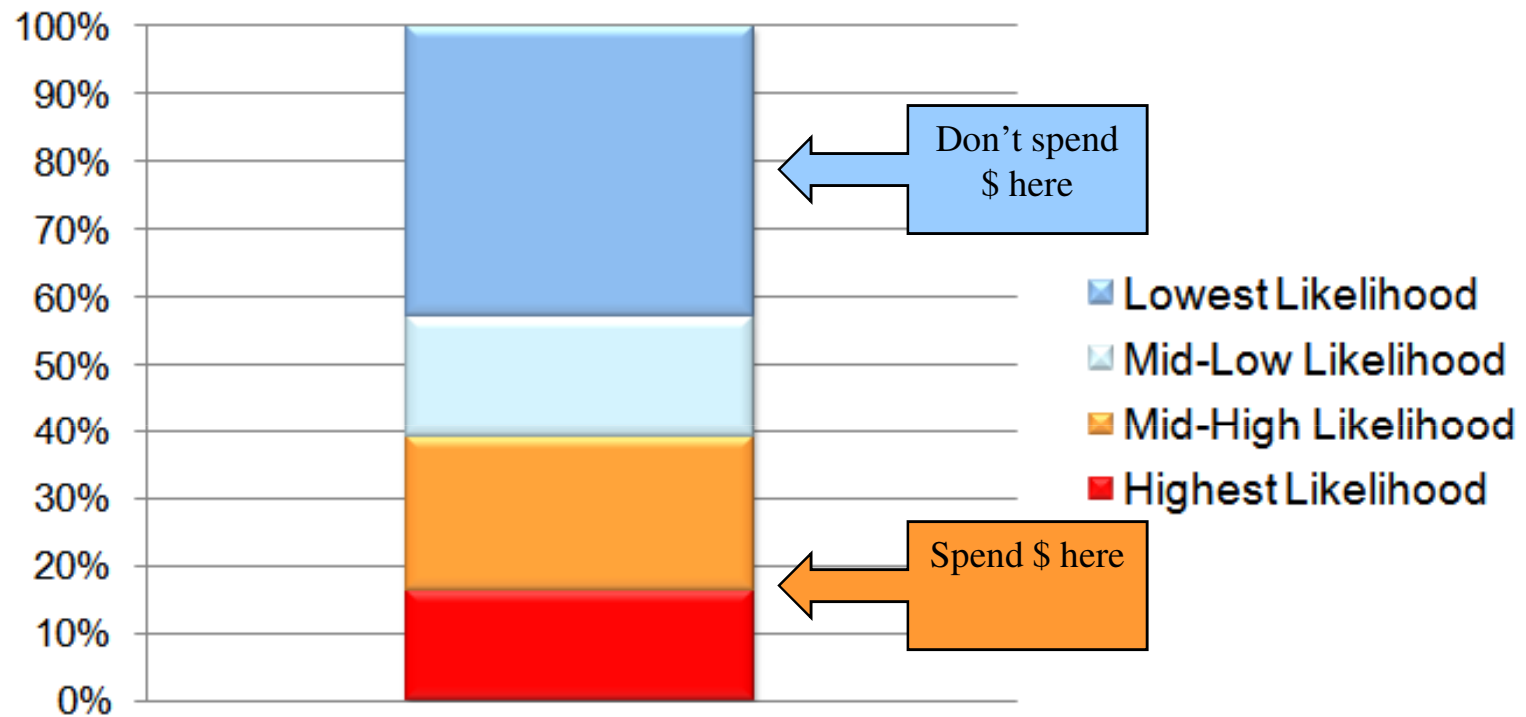 100%
90%
80%
70%
60%
50%
40%
30%
20%
10%
0%
Don’t spend
$ here
Lowest Likelihood
Mid-Low Likelihood
Mid-High Likelihood
Highest Likelihood
Spend $ here